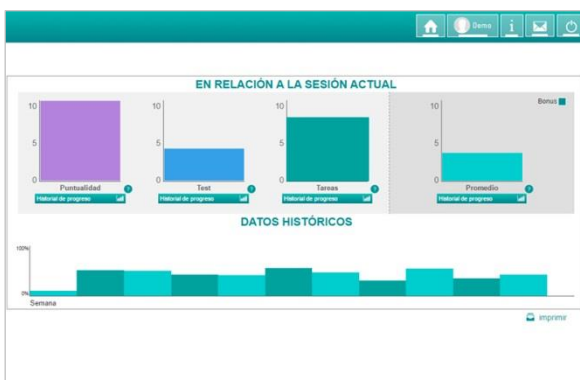 Demo
i
EN RELACIÓN A LA SESIÓN ACTUAL
10 5 0
Puntualidad ?
Historial de progreso
10 5 0
Test ?
Historial de progreso
10 5 0
Tareas ?
Historial de progreso
Bonus
10 5 0
Promedio ?
Historial de progreso
DATOS HISTÓRICOS
100%
0%
Semana
imprimir